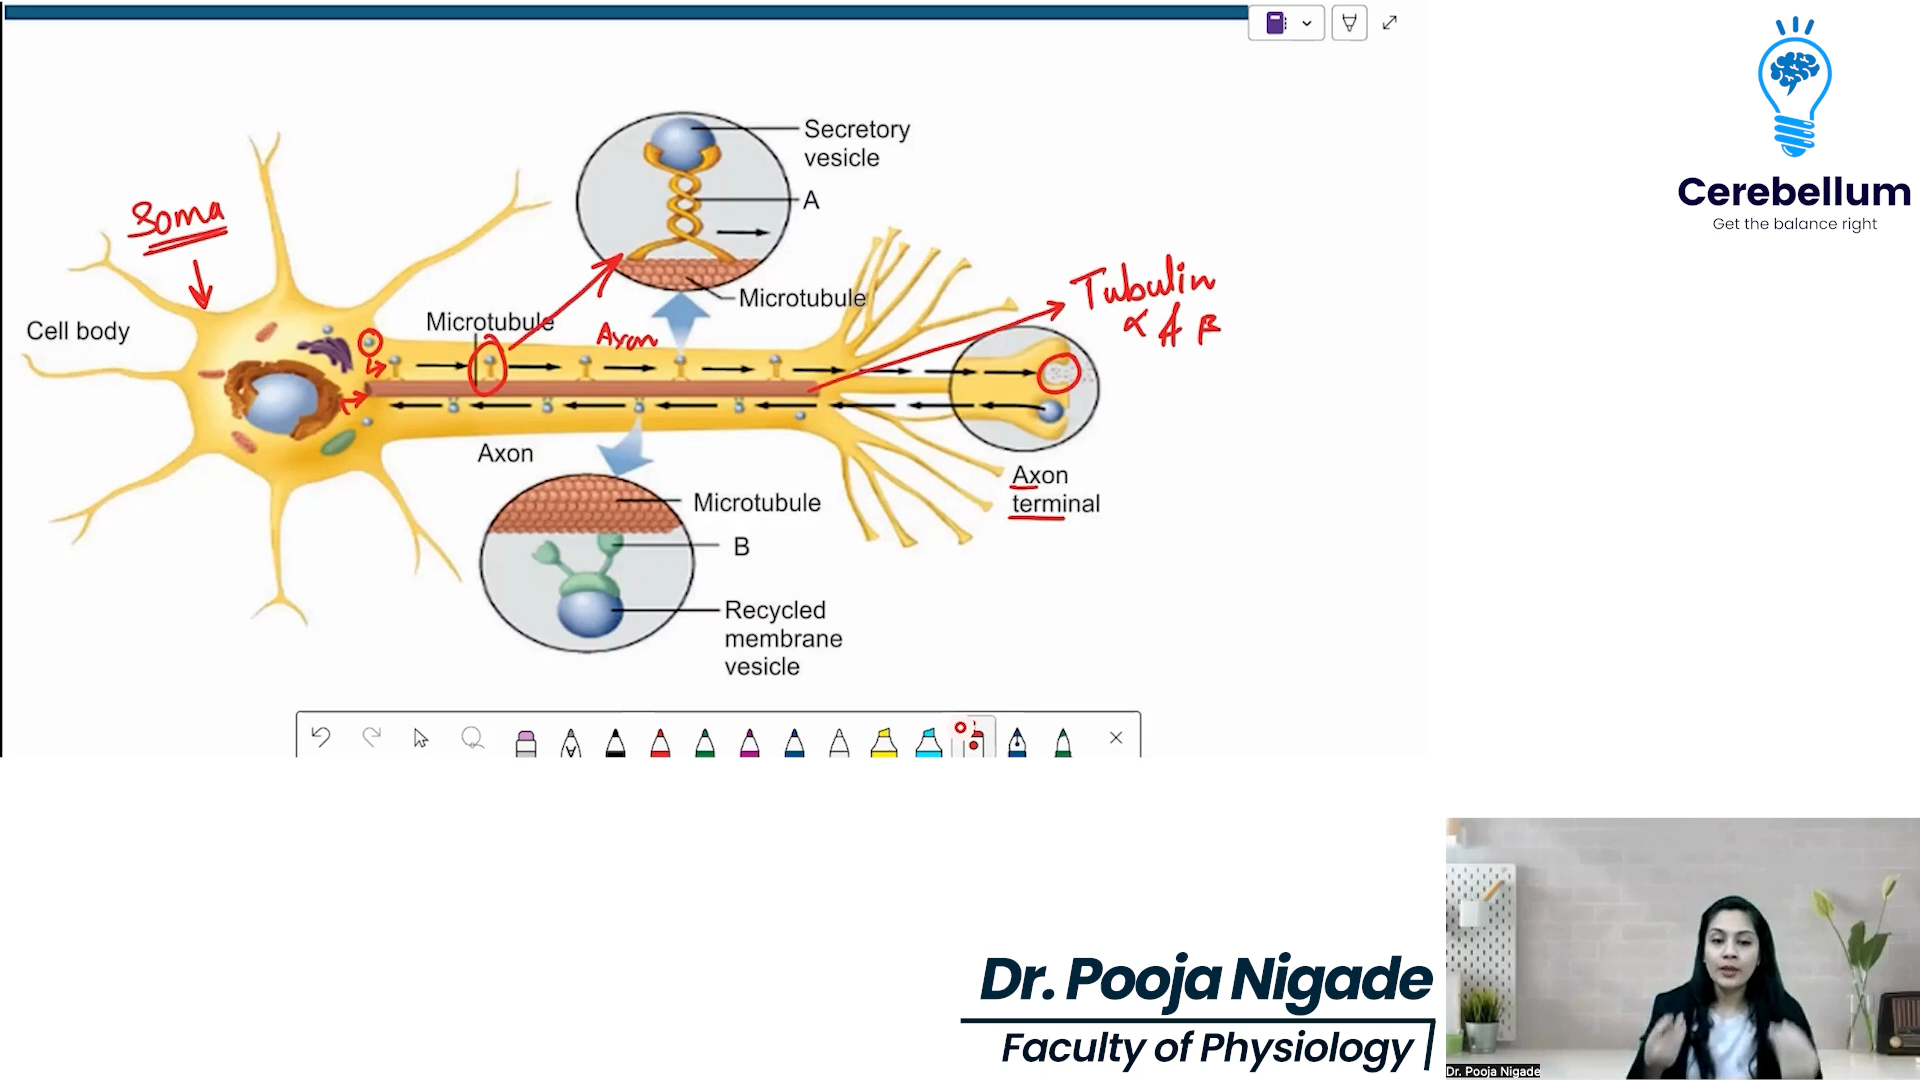 Cerebellum
Get the balance right
Secretory
vesicle
A
Soma
Microtubule
Tubulin
α & β
Cell body
Microtubule
Axon
Axon
Axon
terminal
Microtubule
B
Recycled
membrane
vesicle
Dr. Pooja Nigade
Faculty of Physiology
Dr. Pooja Nigade